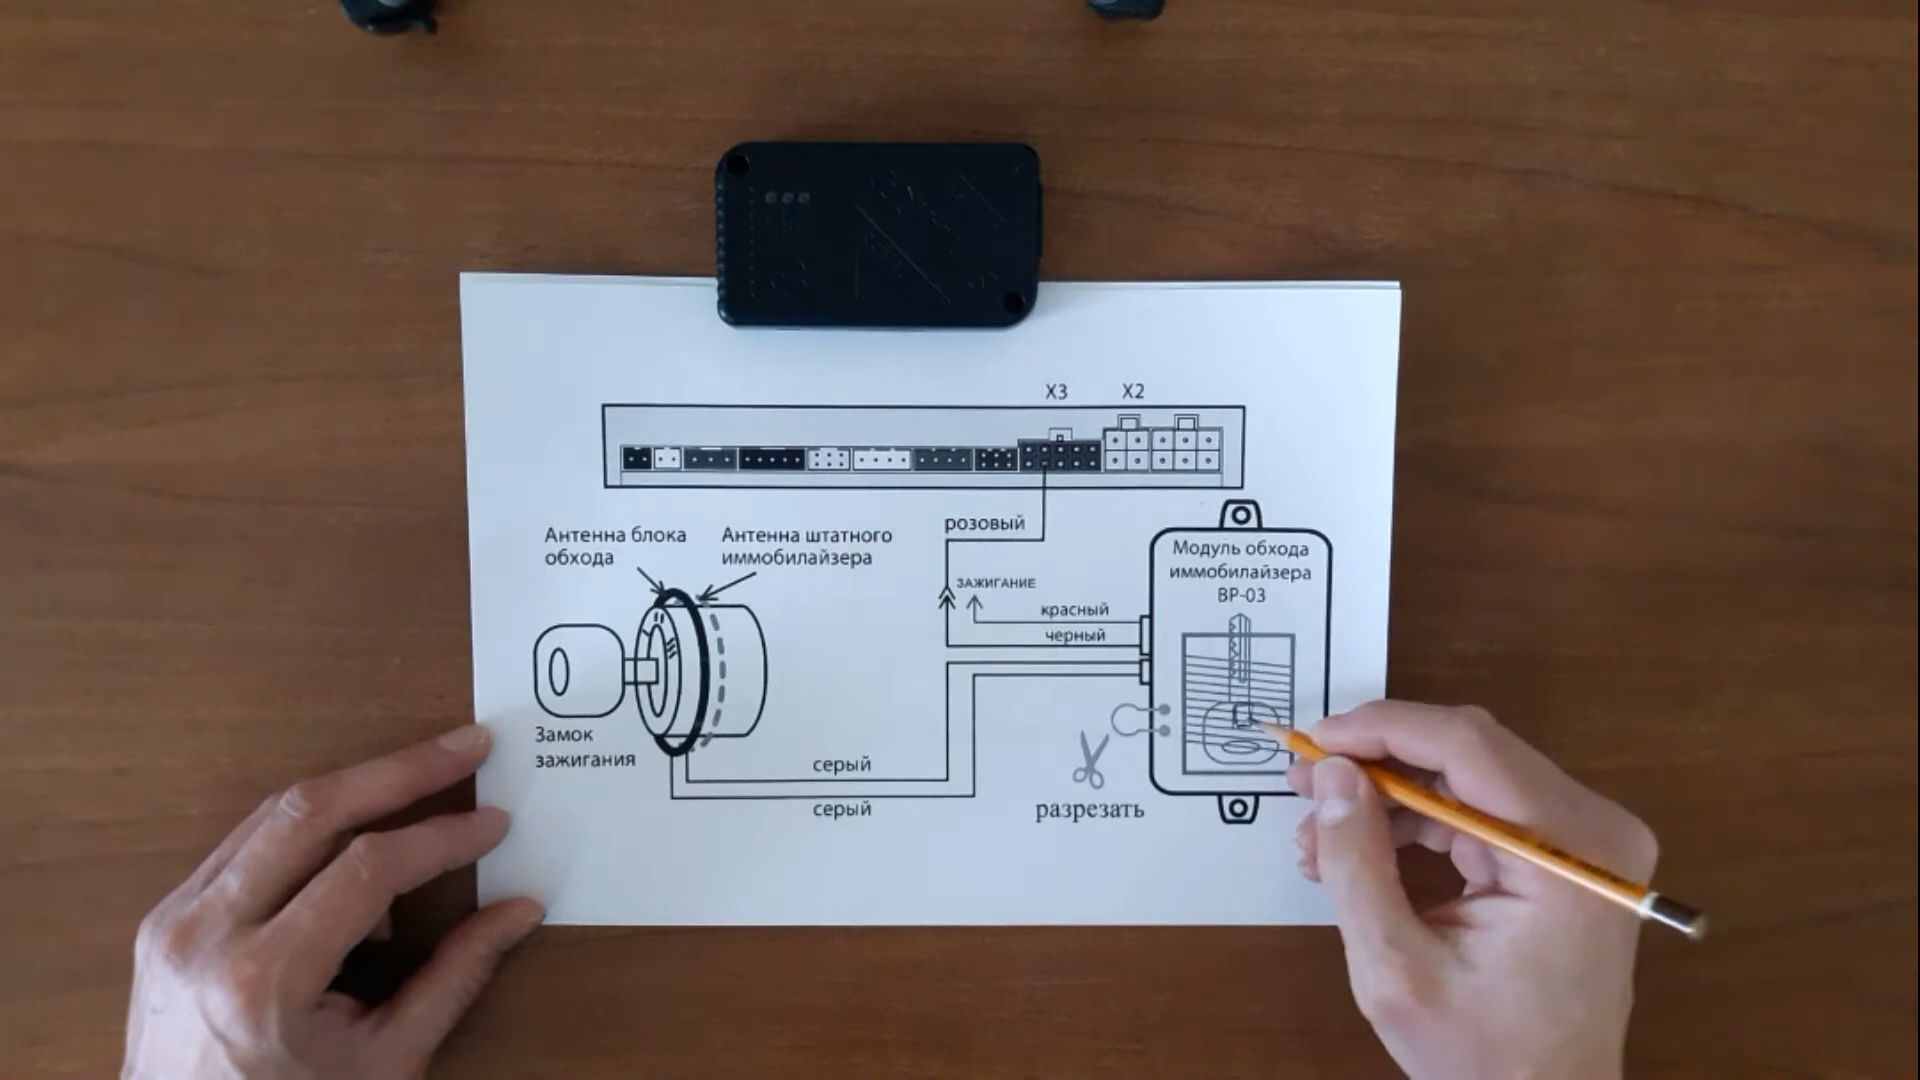 X3
X2
розовый
Антенна блока
обхода
Антенна штатного
иммобилайзера
Модуль обхода
иммобилайзера
BP-03
ЗАЖИГАНИЕ
красный
черный
Замок
зажигания
серый
серый
разрезать